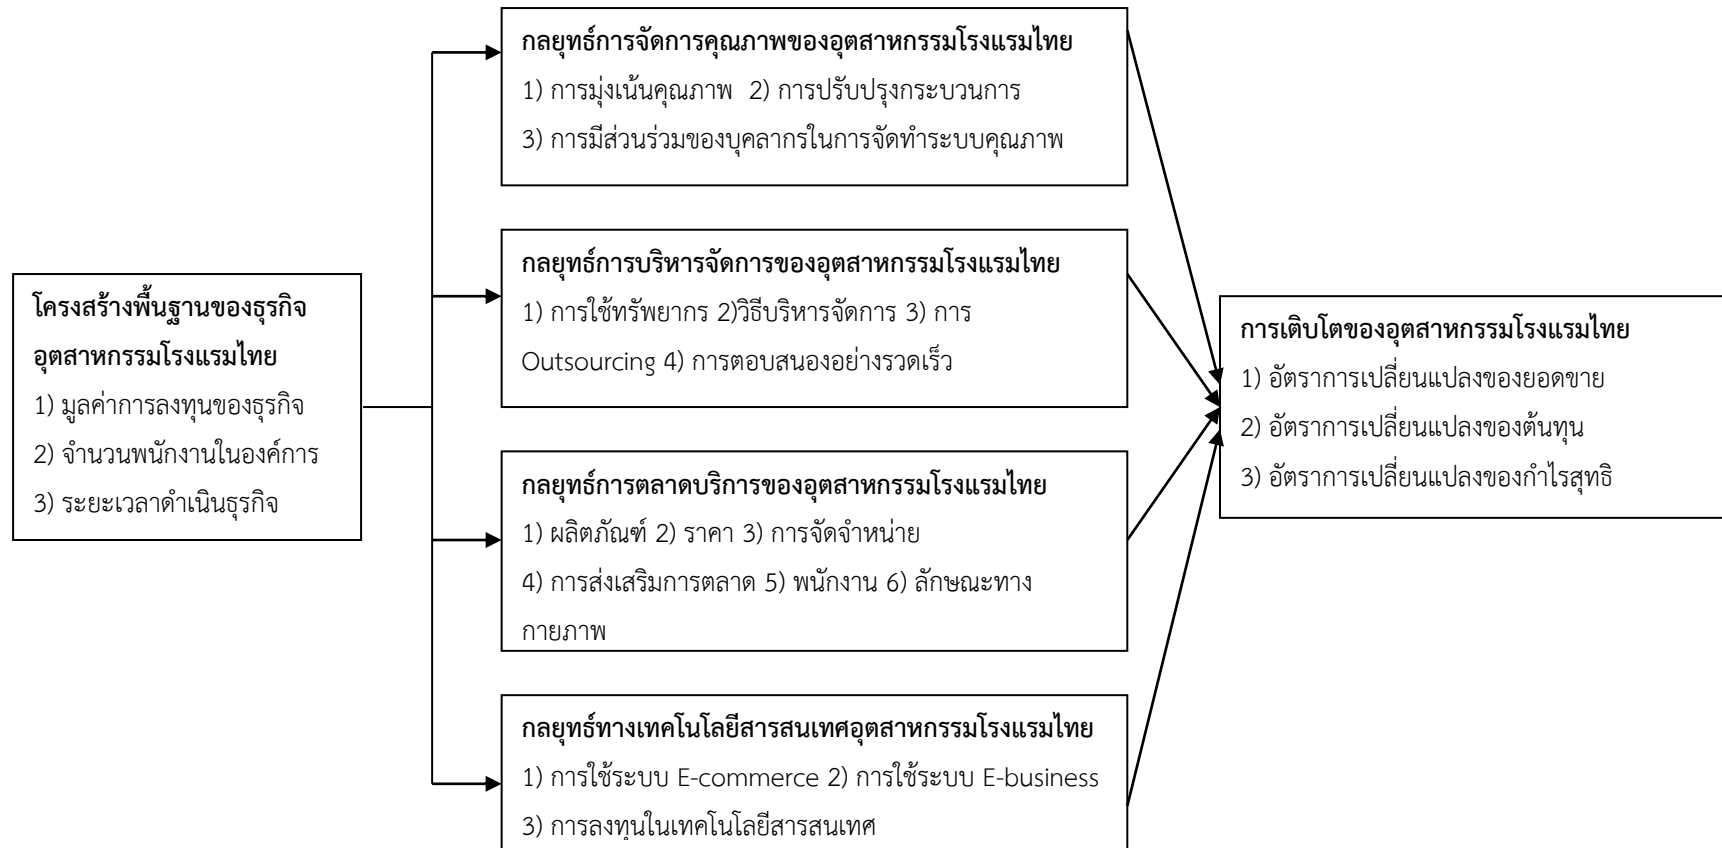 กลยุทธ์การจัดการคุณภาพของอุตสาหกรรมโรงแรมไทย
1) การมุ่งเน้นคุณภาพ 2) การปรับปรุงกระบวนการ
3) การมีส่วนร่วมของบุคลากรในการจัดทำระบบคุณภาพ
กลยุทธ์การบริหารจัดการของอุตสาหกรรมโรงแรมไทย
1) การใช้ทรัพยากร 2)วิธีบริหารจัดการ 3) การ
Outsourcing 4) การตอบสนองอย่างรวดเร็ว
โครงสร้างพื้นฐานของธุรกิจ
อุตสาหกรรมโรงแรมไทย
1) มูลค่าการลงทุนของธุรกิจ
2) จำนวนพนักงานในองค์การ
3) ระยะเวลาดำเนินธุรกิจ
การเติบโตของอุตสาหกรรมโรงแรมไทย
1) อัตราการเปลี่ยนแปลงของยอดขาย
2) อัตราการเปลี่ยนแปลงของต้นทุน
3) อัตราการเปลี่ยนแปลงของกำไรสุทธิ
กลยุทธ์การตลาดบริการของอุตสาหกรรมโรงแรมไทย
1) ผลิตภัณฑ์ 2) ราคา 3) การจัดจำหน่าย
4) การส่งเสริมการตลาด 5) พนักงาน 6) ลักษณะทาง
กายภาพ
กลยุทธ์ทางเทคโนโลยีสารสนเทศอุตสาหกรรมโรงแรมไทย
1) การใช้ระบบ E-commerce 2) การใช้ระบบ E-business
3) การลงทุนในเทคโนโลยีสารสนเทศ